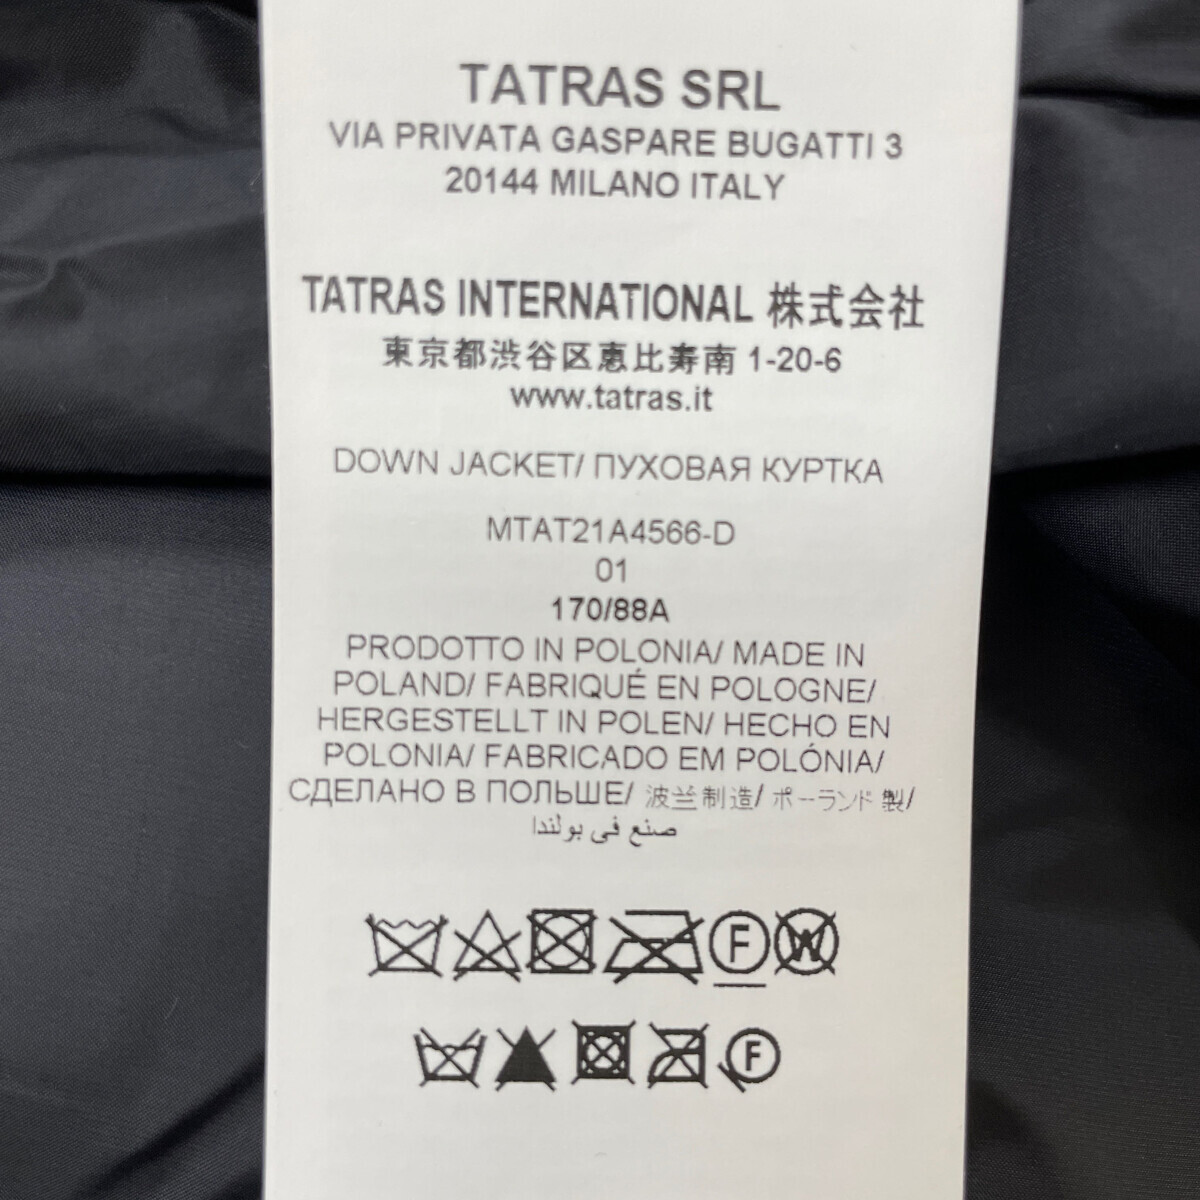 TATRAS SRL
VIA PRIVATA GASPARE BUGATTI 3
20144 MILANO ITALY
TATRAS INTERNATIONAL 株式会社
東京都渋谷区恵比寿南 1-20-6
www.tatras.it
DOWN JACKET/ ПУХОВАЯ КУРТКА
MTAT21A4566-D
01
170/88A
PRODOTTO IN POLONIA/ MADE IN
POLAND/ FABRIQUÉ EN POLOGNE/
HERGESTELLT IN POLEN/ HECHO EN
POLONIA/ FABRICADO EM POLÓNIA/
СДЕЛАНО В ПОЛЬШЕ/ 波兰制造/ ポーランド 製/
صنع في بولندا
F W
F